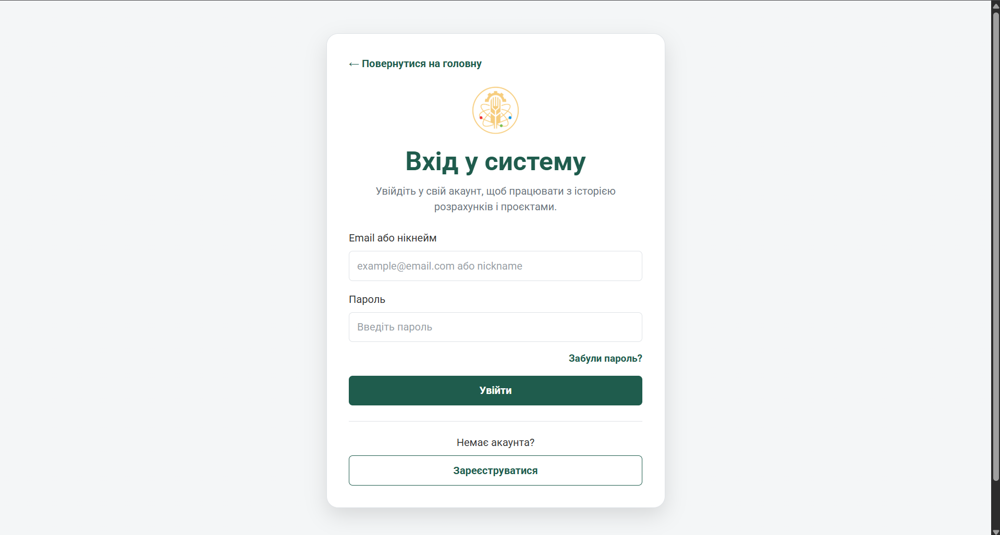 ← Повернутися на головну
Вхід у систему
Увійдіть у свій акаунт, щоб працювати з історією
розрахунків і проєктами.
Email або нікнейм
example@email.com або nickname
Пароль
Введіть пароль
Забули пароль?
Увійти
Немає акаунта?
Зареєструватися